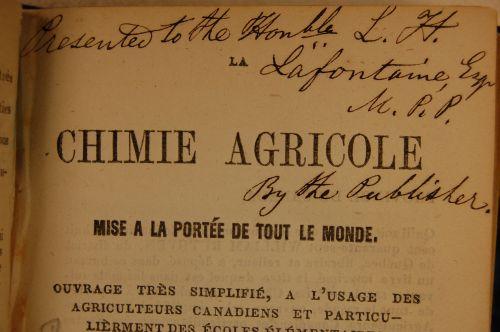 Presented to the Honble L. H.
LA
Lafontaine, Esqr
M. P. P.
CHIMIE AGRICOLE
By the Publisher.
MISE A LA PORTÉE DE TOUT LE MONDE.
OUVRAGE TRÈS SIMPLIFIÉ, A L'USAGE DES
AGRICULTEURS CANADIENS ET PARTICU-
LIÈRMENT DES ÉCOLES ÉLÉMENTAIRES